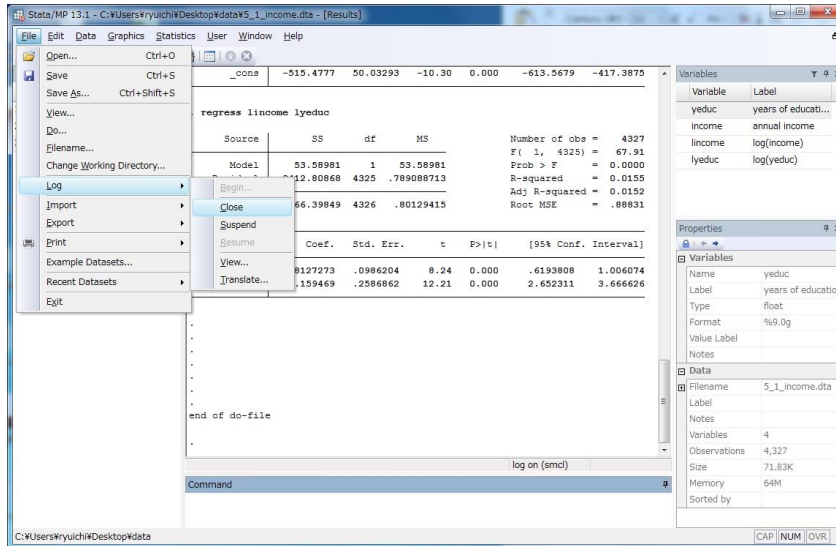 Stata/MP 13.1 - C:¥Users¥ryuichi¥Desktop¥data¥5_1_income.dta - [Results]
File Edit Data Graphics Statistics User Window Help
Open... Ctrl+O
Save Ctrl+S
Save As... Ctrl+Shift+S
View...
Do...
Filename...
Change Working Directory...
Log
Import
Export
Print
Example Datasets...
Recent Datasets
Exit
Begin...
Close
Suspend
Resume
View...
Translate...
_cons -515.4777 50.03293 -10.30 0.000 -613.5679 -417.3875
regress lincome lyeduc
Source SS df MS Number of obs = 4327
F( 1, 4325) = 67.91
Model 53.58981 1 53.58981 Prob > F = 0.0000
412.80868 4325 .789088713 R-squared = 0.0155
Adj R-squared = 0.0152
66.39849 4326 .80129415 Root MSE = .88831
Coef. Std. Err. t P>|t| [95% Conf. Interval]
8127273 .0986204 8.24 0.000 .6193808 1.006074
.159469 .2586862 12.21 0.000 2.652311 3.666626
.
.
.
.
.
.
end of do-file
.
log on (smcl)
Command
Variables
Variable Label
yeduc years of educati...
income annual income
lincome log(income)
lyeduc log(yeduc)
Properties
Variables
Name yeduc
Label years of educatio
Type float
Format %9.0g
Value Label
Notes
Data
Filename 5_1_income.dta
Label
Notes
Variables 4
Observations 4,327
Size 71.83K
Memory 64M
Sorted by
C:¥Users¥ryuichi¥Desktop¥data
CAP NUM OVR